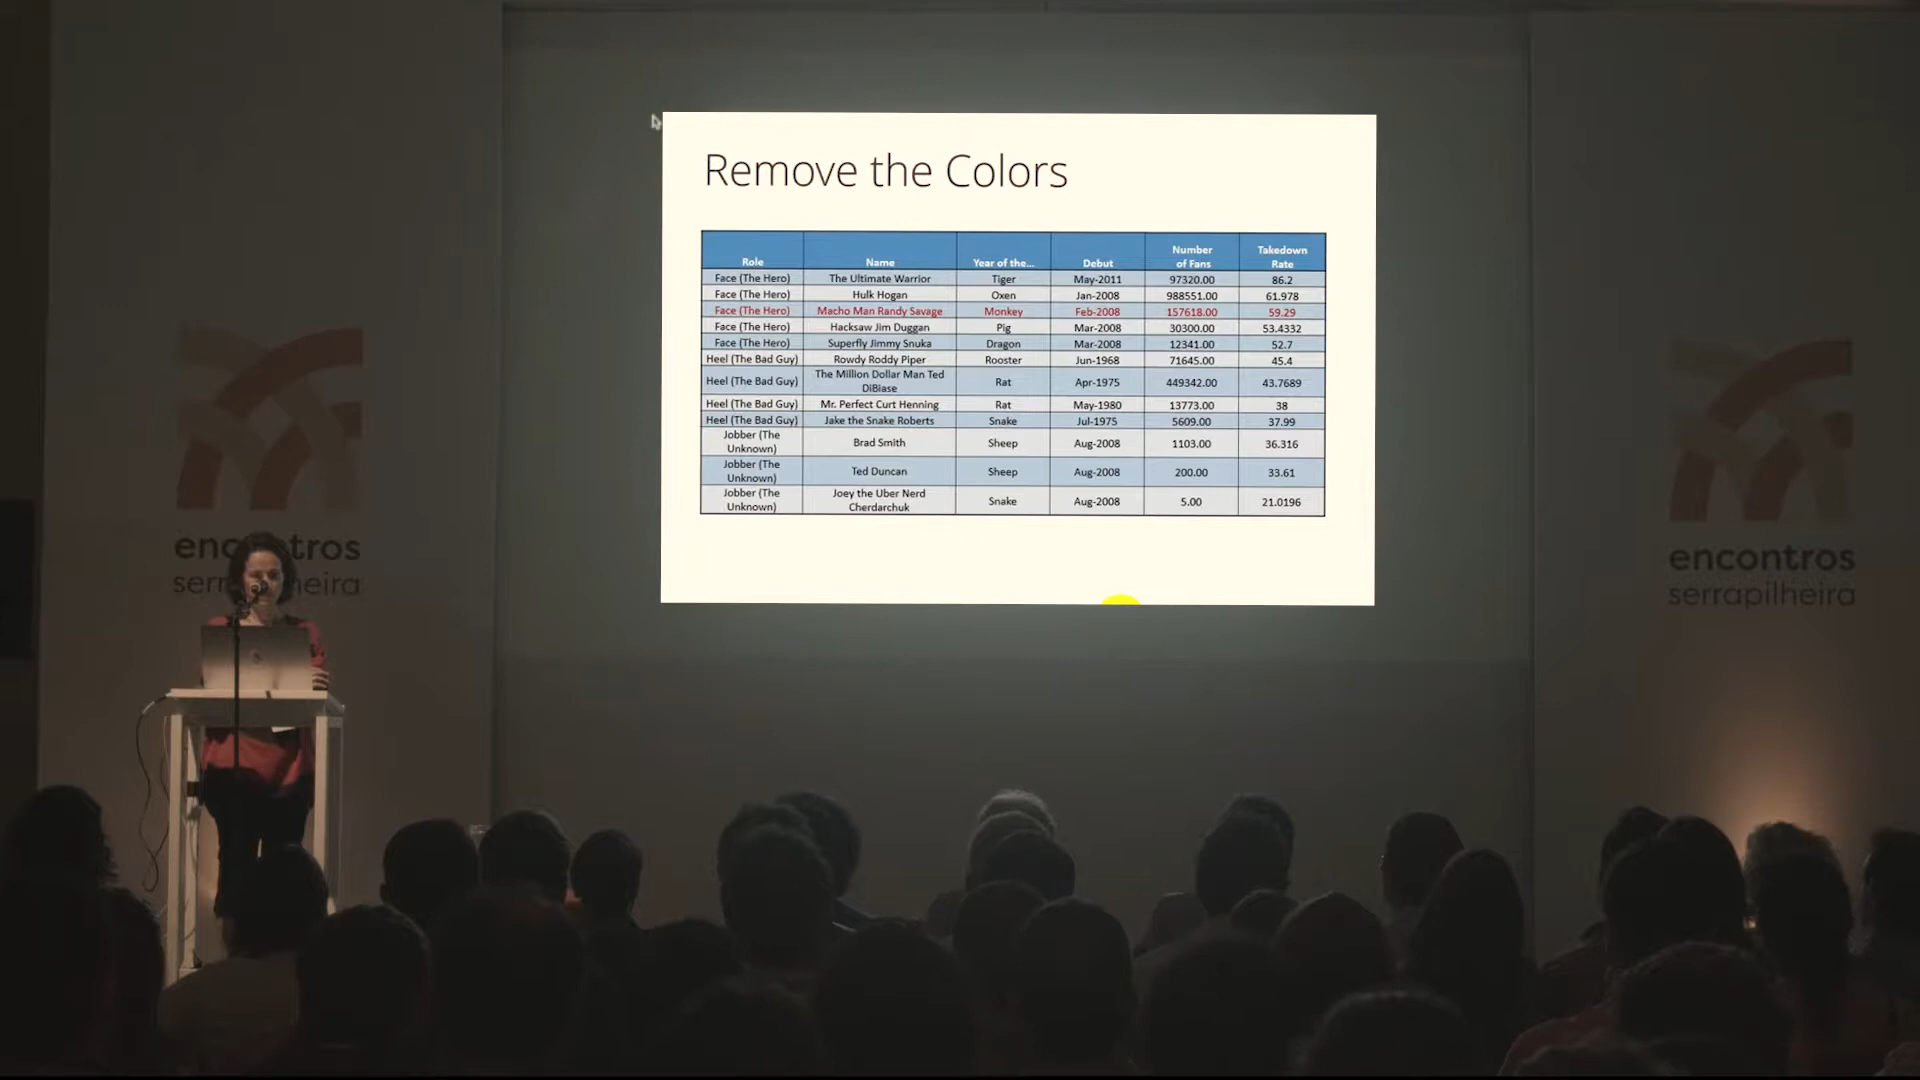 Remove the Colors
Role Name Year of the... Debut Number of Fans Takedown Rate
Face (The Hero) The Ultimate Warrior Tiger May-2011 97320.00 86.2
Face (The Hero) Hulk Hogan Oxen Jan-2008 988551.00 61.978
Face (The Hero) Macho Man Randy Savage Monkey Feb-2008 157618.00 59.29
Face (The Hero) Hacksaw Jim Duggan Pig Mar-2008 30300.00 53.4332
Face (The Hero) Superfly Jimmy Snuka Dragon Mar-2008 12341.00 52.7
Heel (The Bad Guy) Rowdy Roddy Piper Rooster Jun-1968 71645.00 45.4
Heel (The Bad Guy) The Million Dollar Man Ted DiBiase Rat Apr-1975 449342.00 43.7689
Heel (The Bad Guy) Mr. Perfect Curt Henning Rat May-1980 13773.00 38
Heel (The Bad Guy) Jake the Snake Roberts Snake Jul-1975 5609.00 37.99
Jobber (The Unknown) Brad Smith Sheep Aug-2008 1103.00 36.316
Jobber (The Unknown) Ted Duncan Sheep Aug-2008 200.00 33.61
Jobber (The Unknown) Joey the Uber Nerd Cherdarchuk Snake Aug-2008 5.00 21.0196
encontros
serrapilheira
encontros
serrapilheira